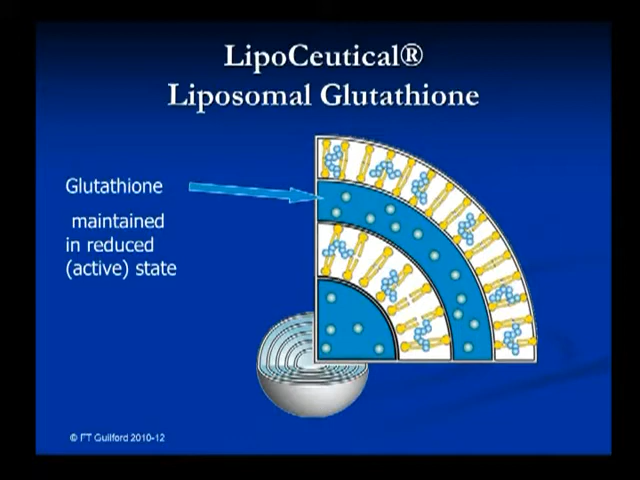 LipoCeutical®
Liposomal Glutathione
Glutathione
maintained
in reduced
(active) state
© FT Guilford 2010-12